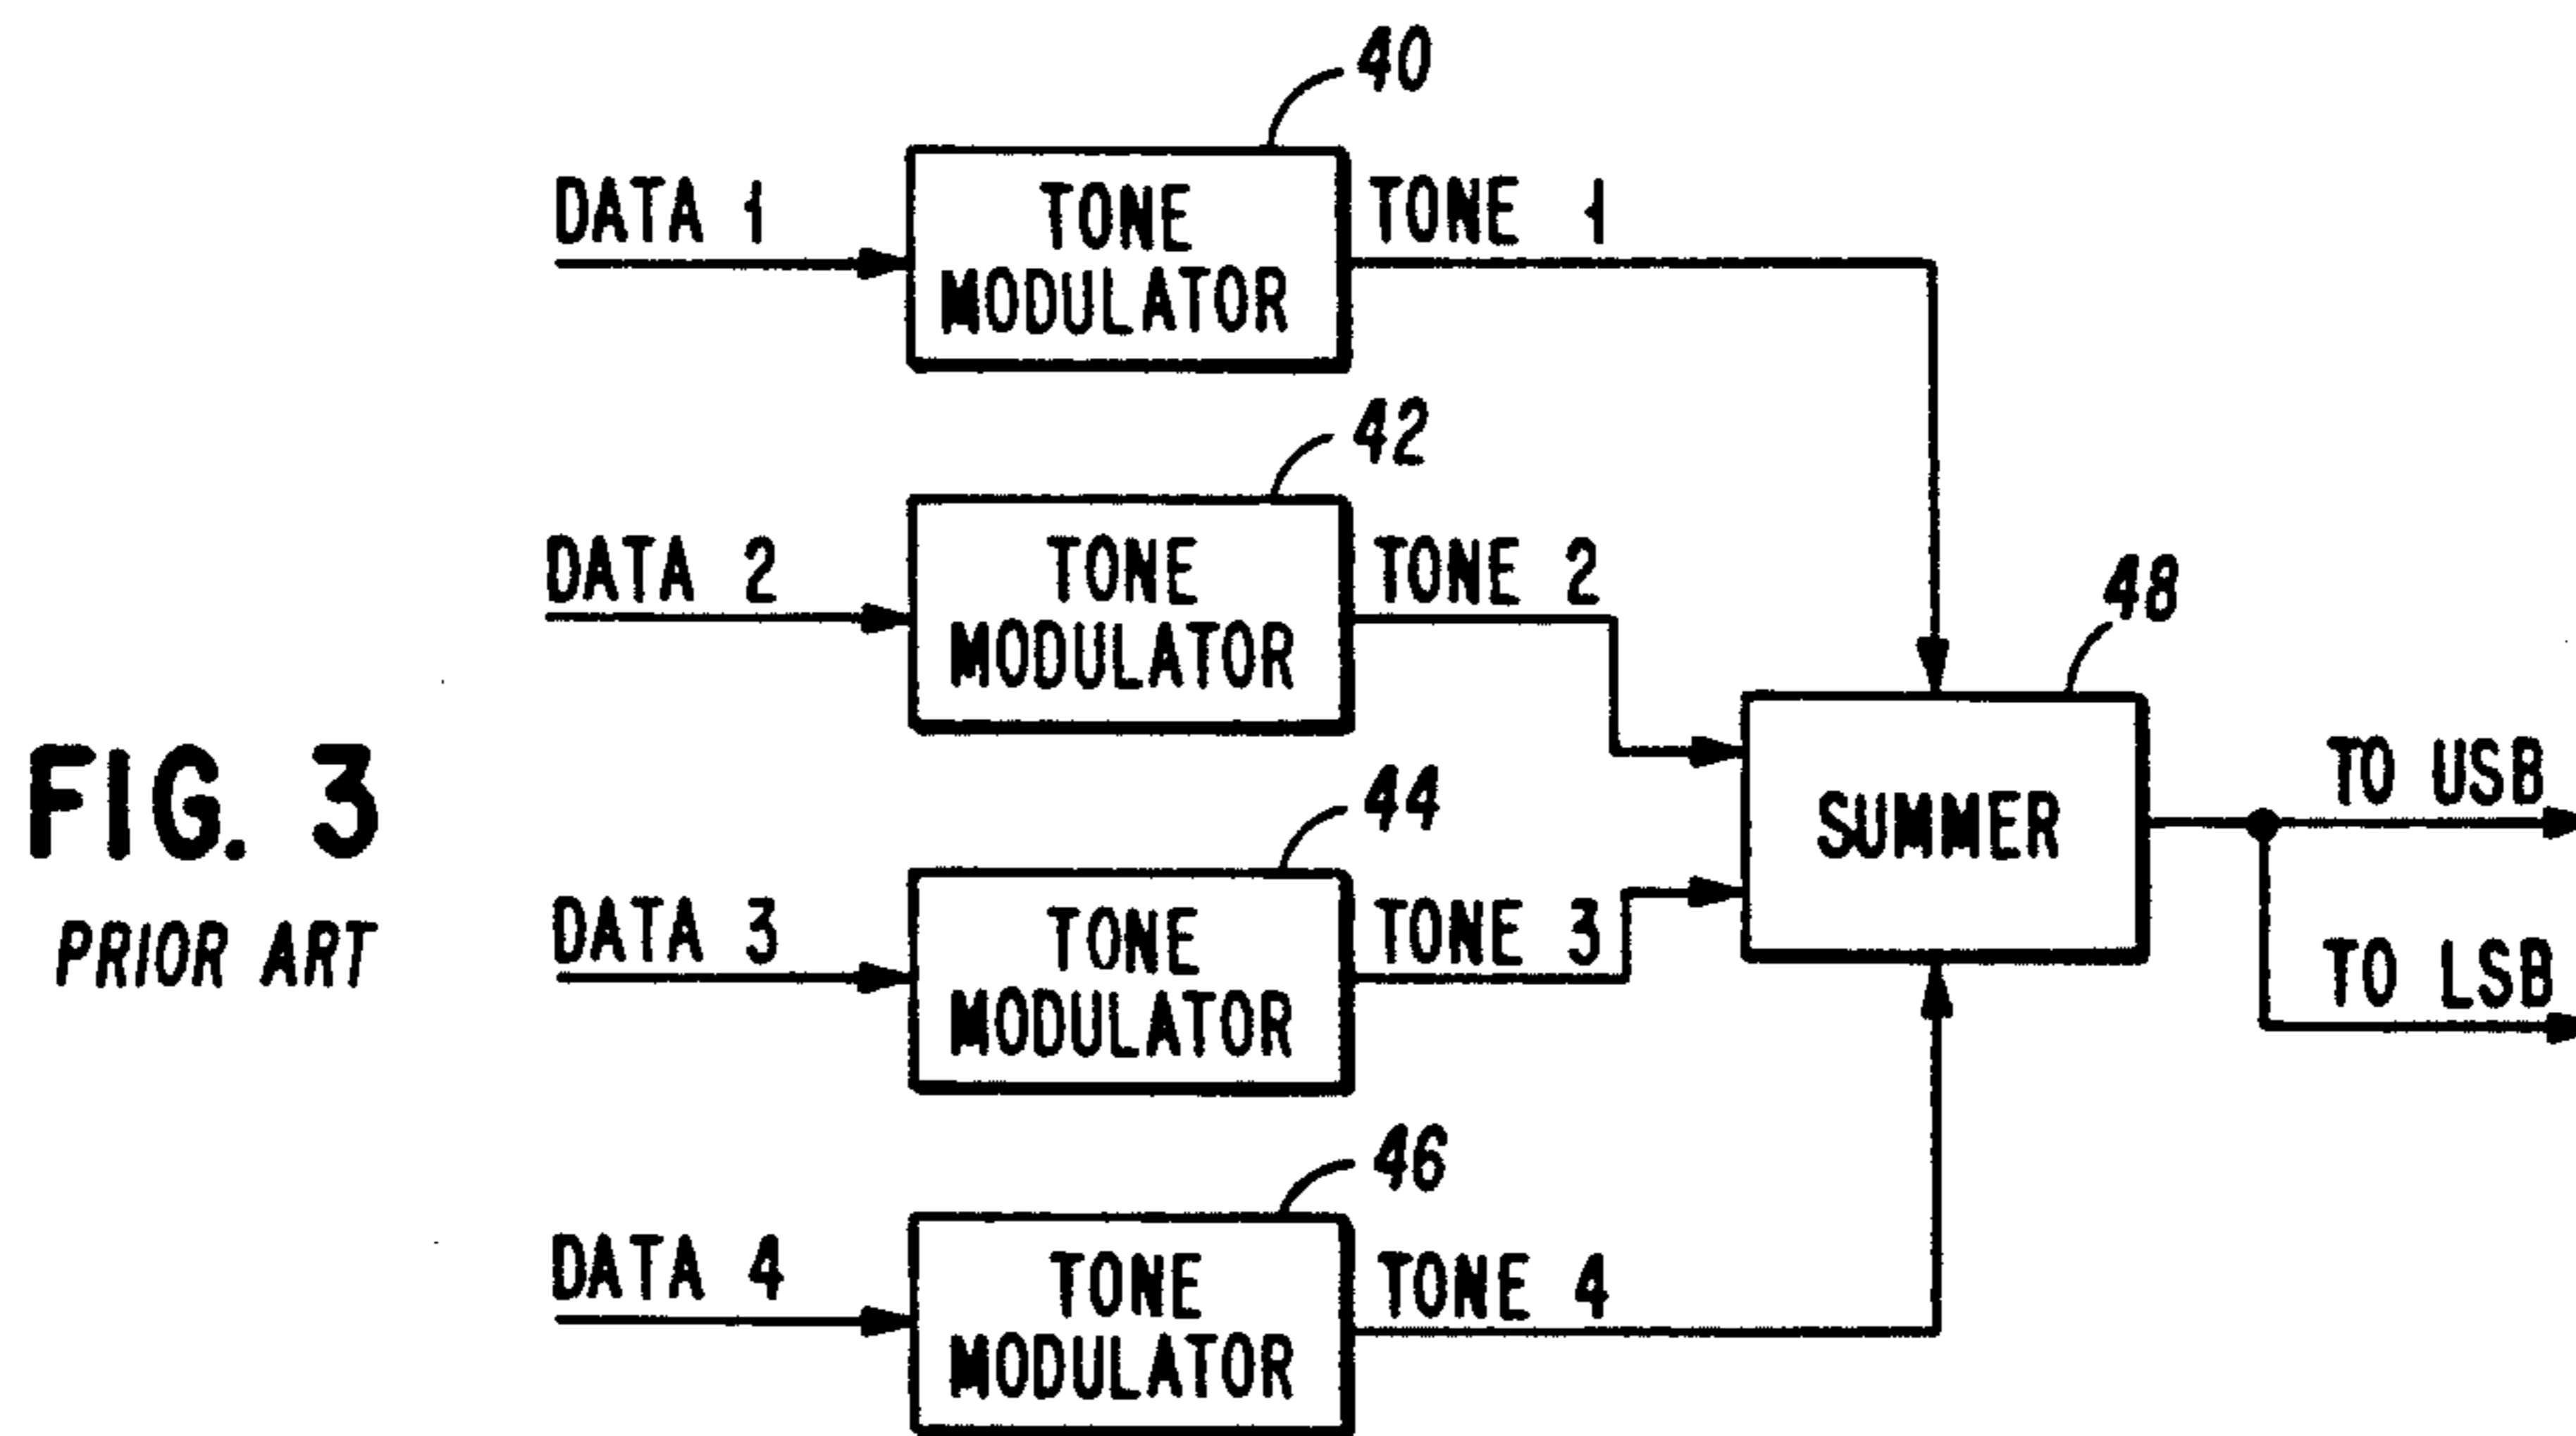 40
DATA 1
TONE
MODULATOR
TONE 1
42
DATA 2
TONE
MODULATOR
TONE 2
48
SUMMER
TO USB
TO LSB
FIG. 3
PRIOR ART
44
DATA 3
TONE
MODULATOR
TONE 3
46
DATA 4
TONE
MODULATOR
TONE 4